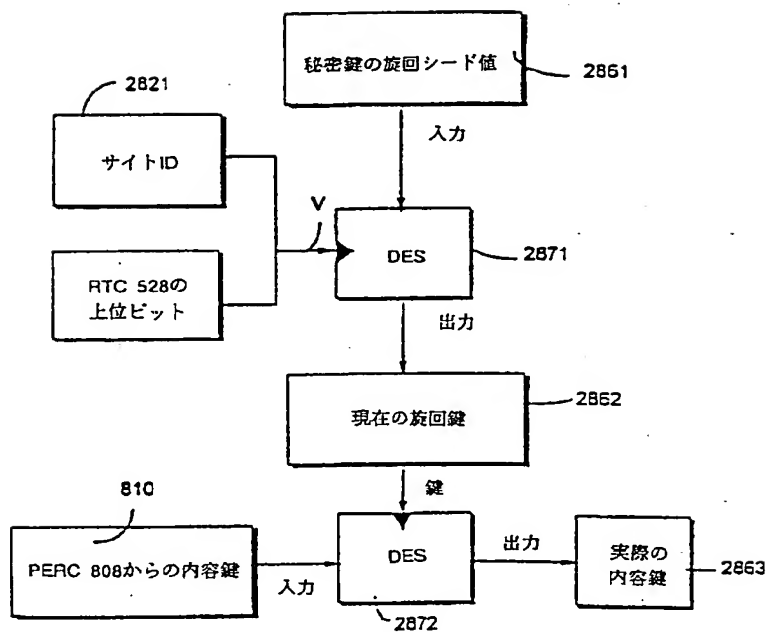 秘密鍵の旋回シード値
2861
2821
入力
サイトID
V
DES
2871
RTC 528の
上位ビット
出力
現在の旋回鍵
2862
810
鍵
PERC 808からの内容鍵
入力
DES
出力
実際の
内容鍵
2863
2872